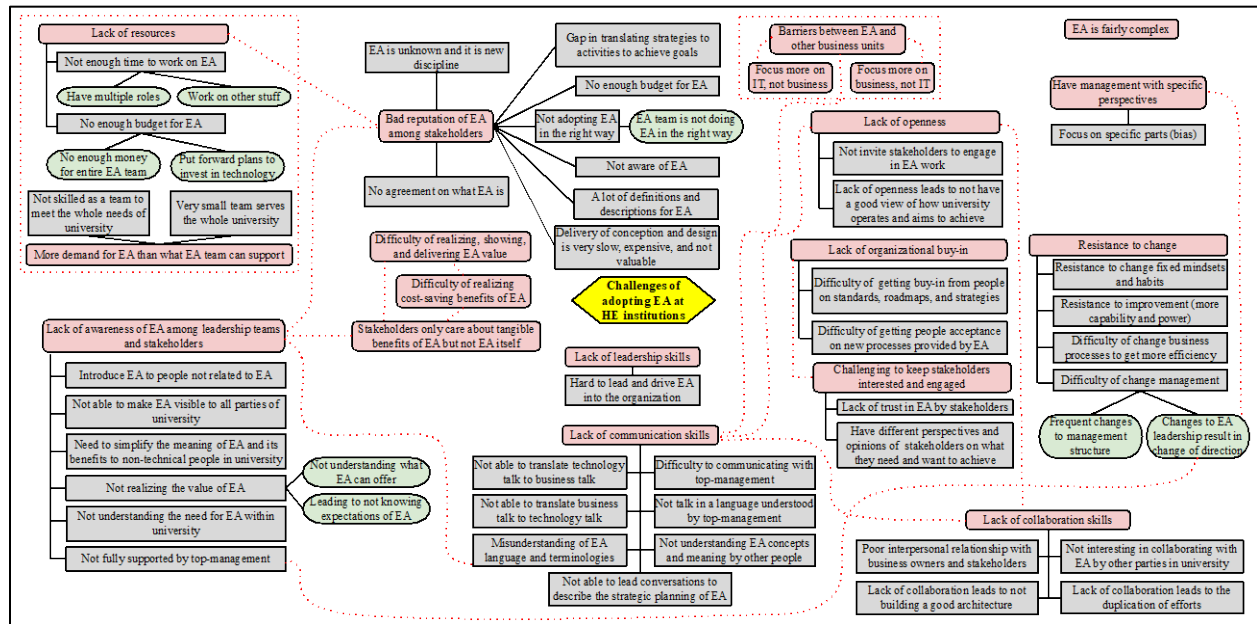 Lack of resources
Not enough time to work on EA
Have multiple roles
Work on other stuff
No enough budget for EA
No enough money
for entire EA team
Put forward plans to
invest in technology
Not skilled as a team to
meet the whole needs of
university
Very small team serves
the whole university
More demand for EA than what EA team can support
EA is unknown and it is new
discipline
Bad reputation of EA
among stakeholders
No agreement on what EA is
Gap in translating strategies to
activities to achieve goals
No enough budget for EA
Not adopting EA
in the right way
EA team is not doing
EA in the right way
Not aware of EA
A lot of definitions and
descriptions for EA
Delivery of conception and design
is very slow, expensive, and not
valuable
Barriers between EA and
other business units
Focus more on
IT, not business
Focus more on
business, not IT
EA is fairly complex
Have management with specific
perspectives
Focus on specific parts (bias)
Lack of openness
Not invite stakeholders to engage
in EA work
Lack of openness leads to not have
a good view of how university
operates and aims to achieve
Difficulty of realizing, showing,
and delivering EA value
Difficulty of realizing
cost-saving benefits of EA
Stakeholders only care about tangible
benefits of EA but not EA itself
Challenges of
adopting EA at
HE institutions
Lack of organizational buy-in
Difficulty of getting buy-in from people
on standards, roadmaps, and strategies
Difficulty of getting people acceptance
on new processes provided by EA
Challenging to keep stakeholders
interested and engaged
Lack of trust in EA by stakeholders
Have different perspectives and
opinions of stakeholders on what
they need and want to achieve
Resistance to change
Resistance to change fixed mindsets
and habits
Resistance to improvement (more
capability and power)
Difficulty of change business
processes to get more efficiency
Difficulty of change management
Frequent changes
to management
structure
Changes to EA
leadership result in
change of direction
Lack of awareness of EA among leadership teams
and stakeholders
Introduce EA to people not related to EA
Not able to make EA visible to all parties of
university
Need to simplify the meaning of EA and its
benefits to non-technical people in university
Not realizing the value of EA
Not understanding what
EA can offer
Leading to not knowing
expectations of EA
Not understanding the need for EA within
university
Not fully supported by top-management
Lack of leadership skills
Hard to lead and drive EA
into the organization
Lack of communication skills
Not able to translate technology
talk to business talk
Difficulty to communicating with
top-management
Not able to translate business
talk to technology talk
Not talk in a language understood
by top-management
Misunderstanding of EA
language and terminologies
Not understanding EA concepts
and meaning by other people
Not able to lead conversations to
describe the strategic planning of EA
Lack of collaboration skills
Poor interpersonal relationship with
business owners and stakeholders
Not interesting in collaborating with
EA by other parties in university
Lack of collaboration leads to not
building a good architecture
Lack of collaboration leads to the
duplication of efforts